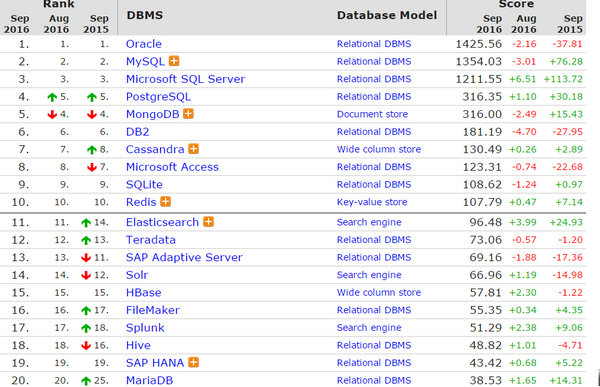 Rank Score
Sep 2016 Aug 2016 Sep 2015 DBMS Database Model Sep 2016 Aug 2016 Sep 2015
1. 1. 1. Oracle Relational DBMS 1425.56 -2.16 -37.81
2. 2. 2. MySQL Relational DBMS 1354.03 -3.01 +76.28
3. 3. 3. Microsoft SQL Server Relational DBMS 1211.55 +6.51 +113.72
4. 5. 5. PostgreSQL Relational DBMS 316.35 +1.10 +30.18
5. 4. 4. MongoDB Document store 316.00 -2.49 +15.43
6. 6. 6. DB2 Relational DBMS 181.19 -4.70 -27.95
7. 7. 8. Cassandra Wide column store 130.49 +0.26 +2.89
8. 8. 7. Microsoft Access Relational DBMS 123.31 -0.74 -22.68
9. 9. 9. SQLite Relational DBMS 108.62 -1.24 +0.97
10. 10. 10. Redis Key-value store 107.79 +0.47 +7.14
11. 11. 14. Elasticsearch Search engine 96.48 +3.99 +24.93
12. 12. 13. Teradata Relational DBMS 73.06 -0.57 -1.20
13. 13. 11. SAP Adaptive Server Relational DBMS 69.16 -1.88 -17.36
14. 14. 12. Solr Search engine 66.96 +1.19 -14.98
15. 15. 15. HBase Wide column store 57.81 +2.30 -1.22
16. 16. 17. FileMaker Relational DBMS 55.35 +0.34 +4.35
17. 17. 18. Splunk Search engine 51.29 +2.38 +9.06
18. 18. 16. Hive Relational DBMS 48.82 +1.01 -4.71
19. 19. 19. SAP HANA Relational DBMS 43.42 +0.68 +5.22
20. 20. 25. MariaDB Relational DBMS 38.53 +1.65 +14.31